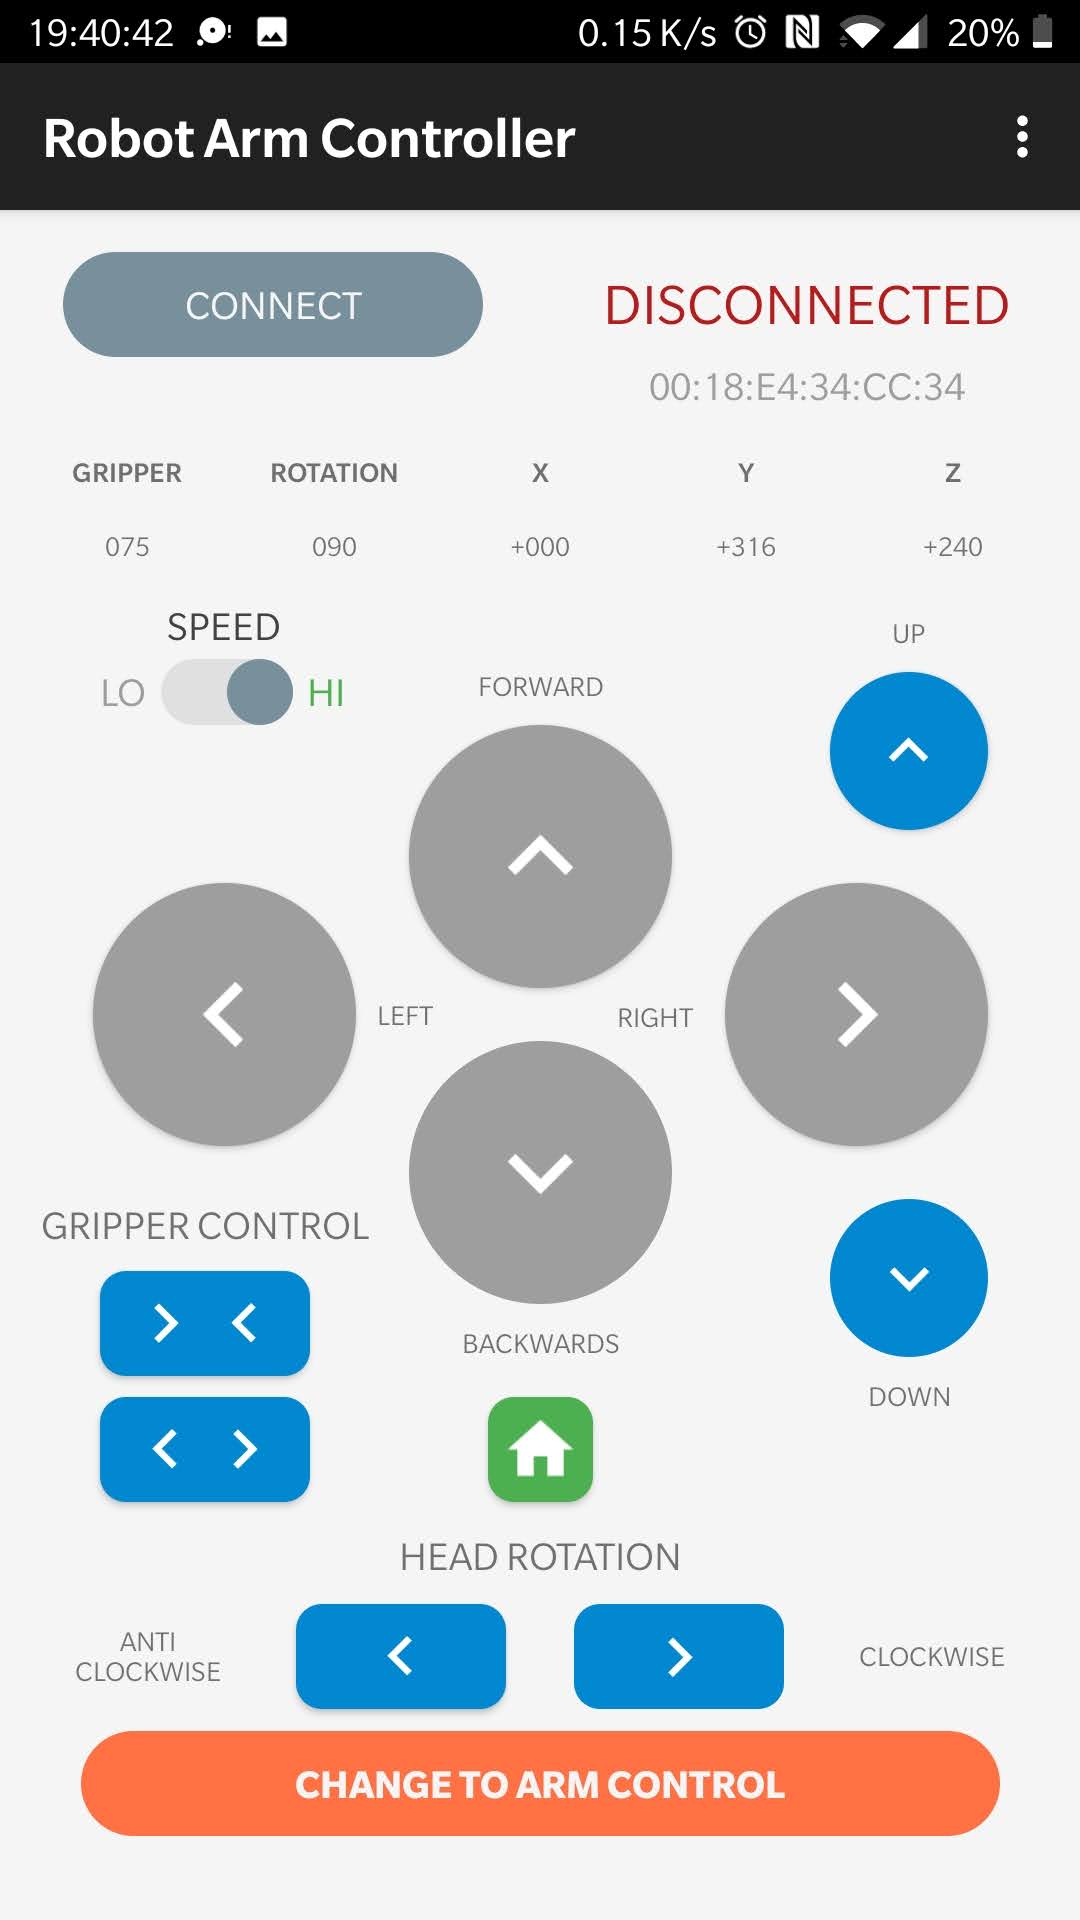 19:40:42 0.15 K/s 20%
Robot Arm Controller
CONNECT
DISCONNECTED
00:18:E4:34:CC:34
GRIPPER ROTATION X Y Z
075 090 +000 +316 +240
SPEED
LO HI
UP
FORWARD
LEFT
RIGHT
GRIPPER CONTROL
BACKWARDS
DOWN
HEAD ROTATION
ANTI
CLOCKWISE
CLOCKWISE
CHANGE TO ARM CONTROL